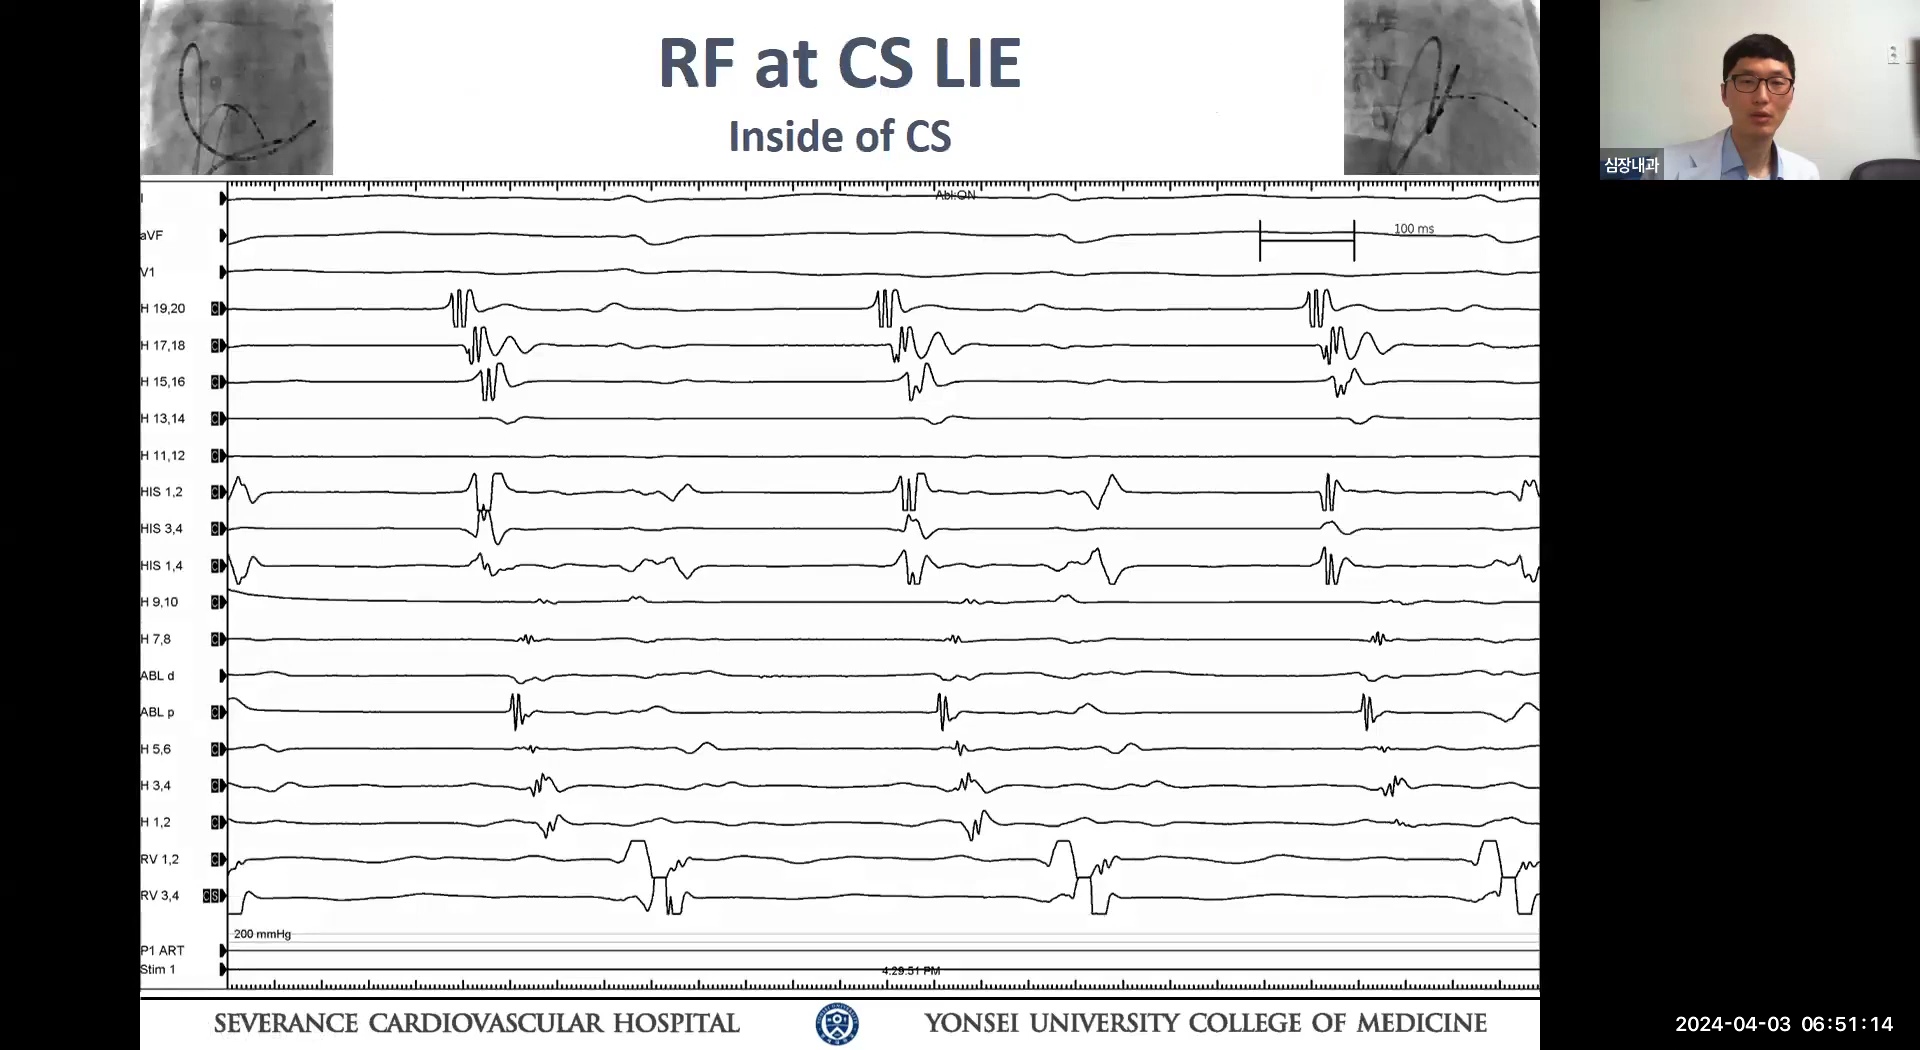 RF at CS LIE
Inside of CS
심장내과
I
Abl:ON
aVF
100 ms
V1
H 19,20
H 17,18
H 15,16
H 13,14
H 11,12
HIS 1,2
HIS 3,4
HIS 1,4
H 9,10
H 7,8
ABL d
ABL p
H 5,6
H 3,4
H 1,2
RV 1,2
RV 3,4
200 mmHg
P1 ART
Stim 1
4:29:51 PM
SEVERANCE CARDIOVASCULAR HOSPITAL
YONSEI UNIVERSITY COLLEGE OF MEDICINE
2024-04-03 06:51:14